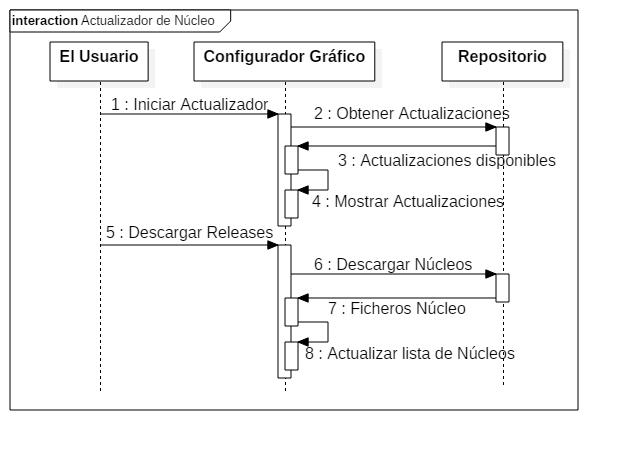 interaction Actualizador de Núcleo
El Usuario
Configurador Gráfico
Repositorio
1 : Iniciar Actualizador
2 : Obtener Actualizaciones
3 : Actualizaciones disponibles
4 : Mostrar Actualizaciones
5 : Descargar Releases
6 : Descargar Núcleos
7 : Ficheros Núcleo
8 : Actualizar lista de Núcleos